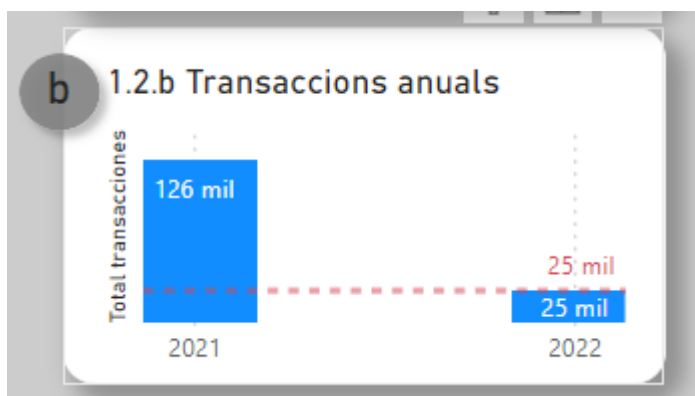 b
1.2.b Transaccions anuals
Total transacciones
126 mil
25 mil
25 mil
2021
2022